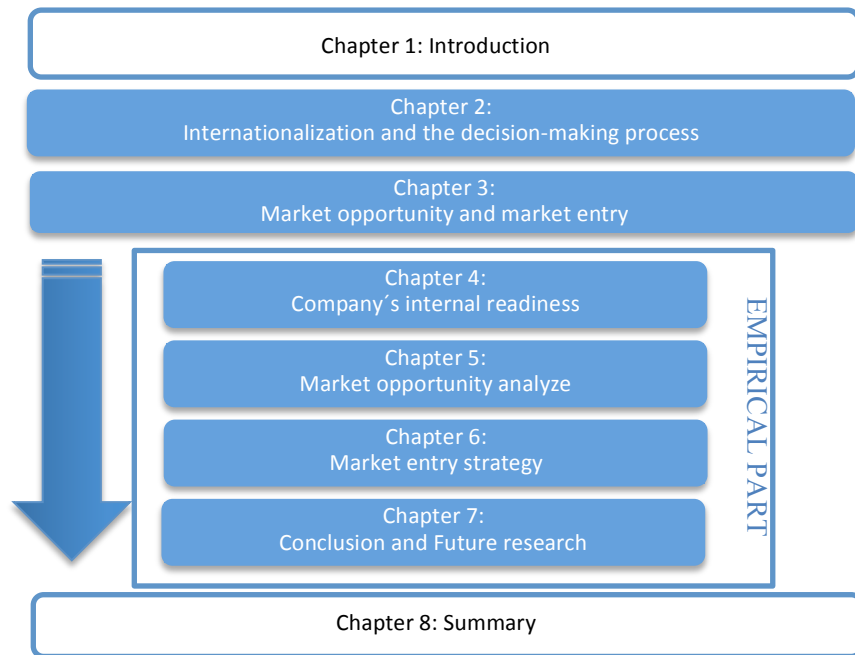 Chapter 1: Introduction
Chapter 2:
Internationalization and the decision-making process
Chapter 3:
Market opportunity and market entry
Chapter 4:
Company´s internal readiness
Chapter 5:
Market opportunity analyze
Chapter 6:
Market entry strategy
Chapter 7:
Conclusion and Future research
EMPIRICAL PART
Chapter 8: Summary